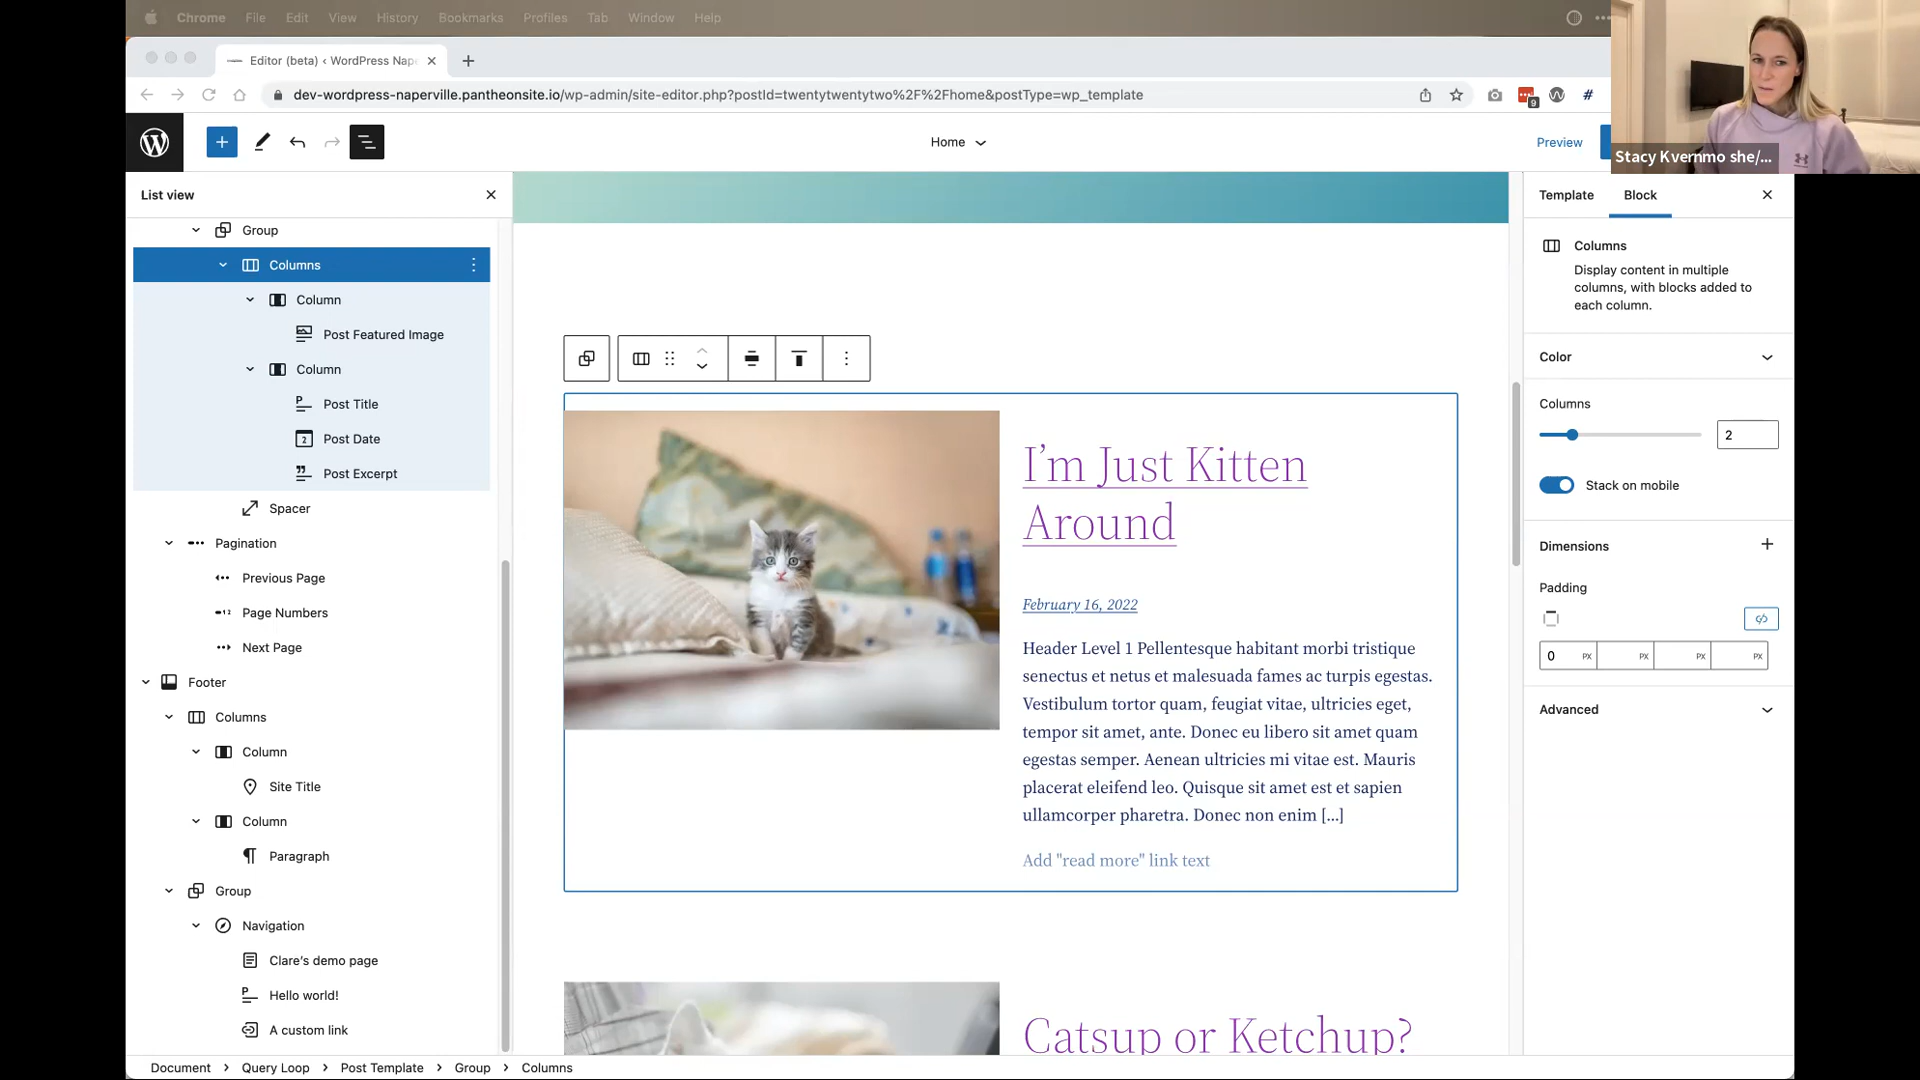 Chrome File Edit View History Bookmarks Profiles Tab Window Help
Editor (beta) ‹ WordPress Nap
dev-wordpress-naperville.pantheonsite.io/wp-admin/site-editor.php?postId=twentytwentytwo%2F%2Fhome&postType=wp_template
9
#
Home
Preview
Stacy Kvernmo she/...
List view
Template
Block
Group
Columns
Column
Post Featured Image
Column
Post Title
Post Date
Post Excerpt
Spacer
Pagination
Previous Page
Page Numbers
Next Page
Footer
Columns
Column
Site Title
Column
Paragraph
Group
Navigation
Clare's demo page
Hello world!
A custom link
I'm Just Kitten
Around
February 16, 2022
Header Level 1 Pellentesque habitant morbi tristique
senectus et netus et malesuada fames ac turpis egestas.
Vestibulum tortor quam, feugiat vitae, ultricies eget,
tempor sit amet, ante. Donec eu libero sit amet quam
egestas semper. Aenean ultricies mi vitae est. Mauris
placerat eleifend leo. Quisque sit amet est et sapien
ullamcorper pharetra. Donec non enim [...]
Add "read more" link text
Catsup or Ketchup?
Columns
Display content in multiple
columns, with blocks added to
each column.
Color
Columns
2
Stack on mobile
Dimensions
Padding
0 PX PX PX PX
Advanced
Document > Query Loop > Post Template > Group > Columns